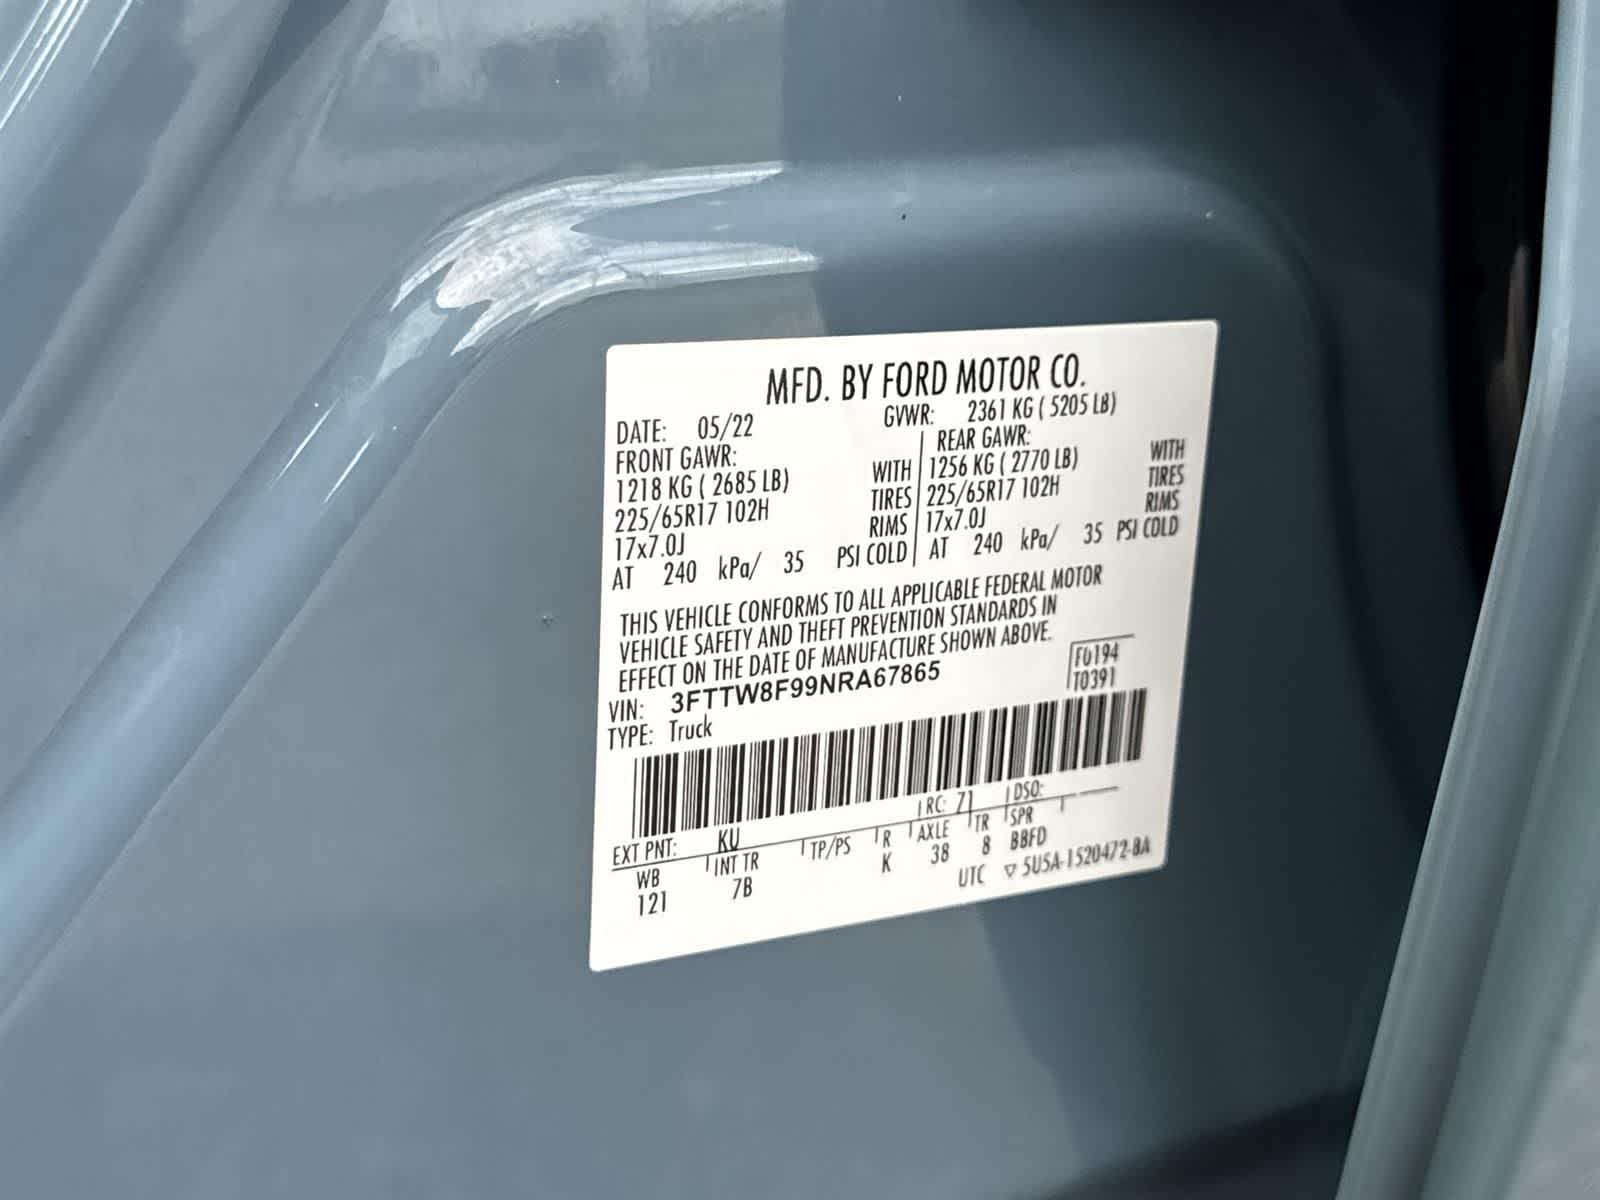 MFD. BY FORD MOTOR CO.
DATE: 05/22 GVWR: 2361 KG ( 5205 LB)
FRONT GAWR: REAR GAWR:
1218 KG ( 2685 LB) WITH 1256 KG ( 2770 LB) WITH
225/65R17 102H TIRES 225/65R17 102H TIRES
17x7.0J RIMS 17x7.0J RIMS
AT 240 kPa/ 35 PSI COLD AT 240 kPa/ 35 PSI COLD
THIS VEHICLE CONFORMS TO ALL APPLICABLE FEDERAL MOTOR
VEHICLE SAFETY AND THEFT PREVENTION STANDARDS IN
EFFECT ON THE DATE OF MANUFACTURE SHOWN ABOVE.
VIN: 3FTTW8F99NRA67865 F0194
TYPE: Truck T0391
EXT PNT: KU RC: 71 DSO:
WB INT TR TP/PS R AXLE TR SPR
121 7B K 38 8 BBFD
UTC ▽ 5U5A-1520472-BA